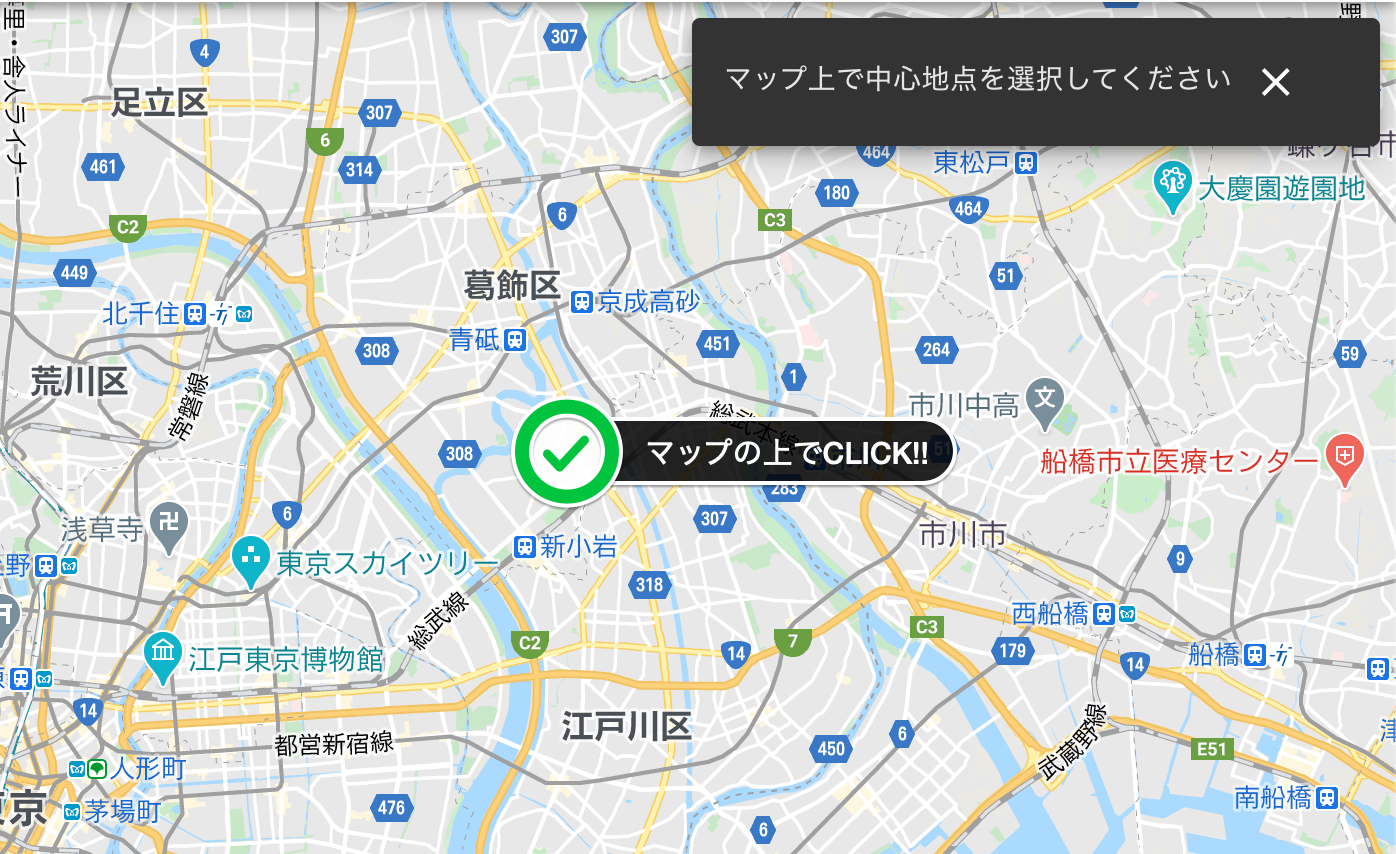 307
野
4
マップ上で中心地点を選択してください
里・舎人ライナー
足立区
307
6
464
461
314
東松戸
180
大慶園遊園地
464
C3
6
C2
449
51
葛飾区
京成高砂
北千住
青砥
308
451
264
59
1
荒川区
常磐線
市川中高
文
総武本線
308
マップの上でCLICK!!
51
船橋市立医療センター
283
6
307
浅草寺
卍
市川市
新小岩
東京スカイツリー
9
野
318
総武線
西船橋
C3
C2
7
江戸東京博物館
14
179
船橋
14
14
江戸川区
武蔵野線
6
都営新宿線
450
E51
津
人形町
南船橋
京
茅場町
476
6